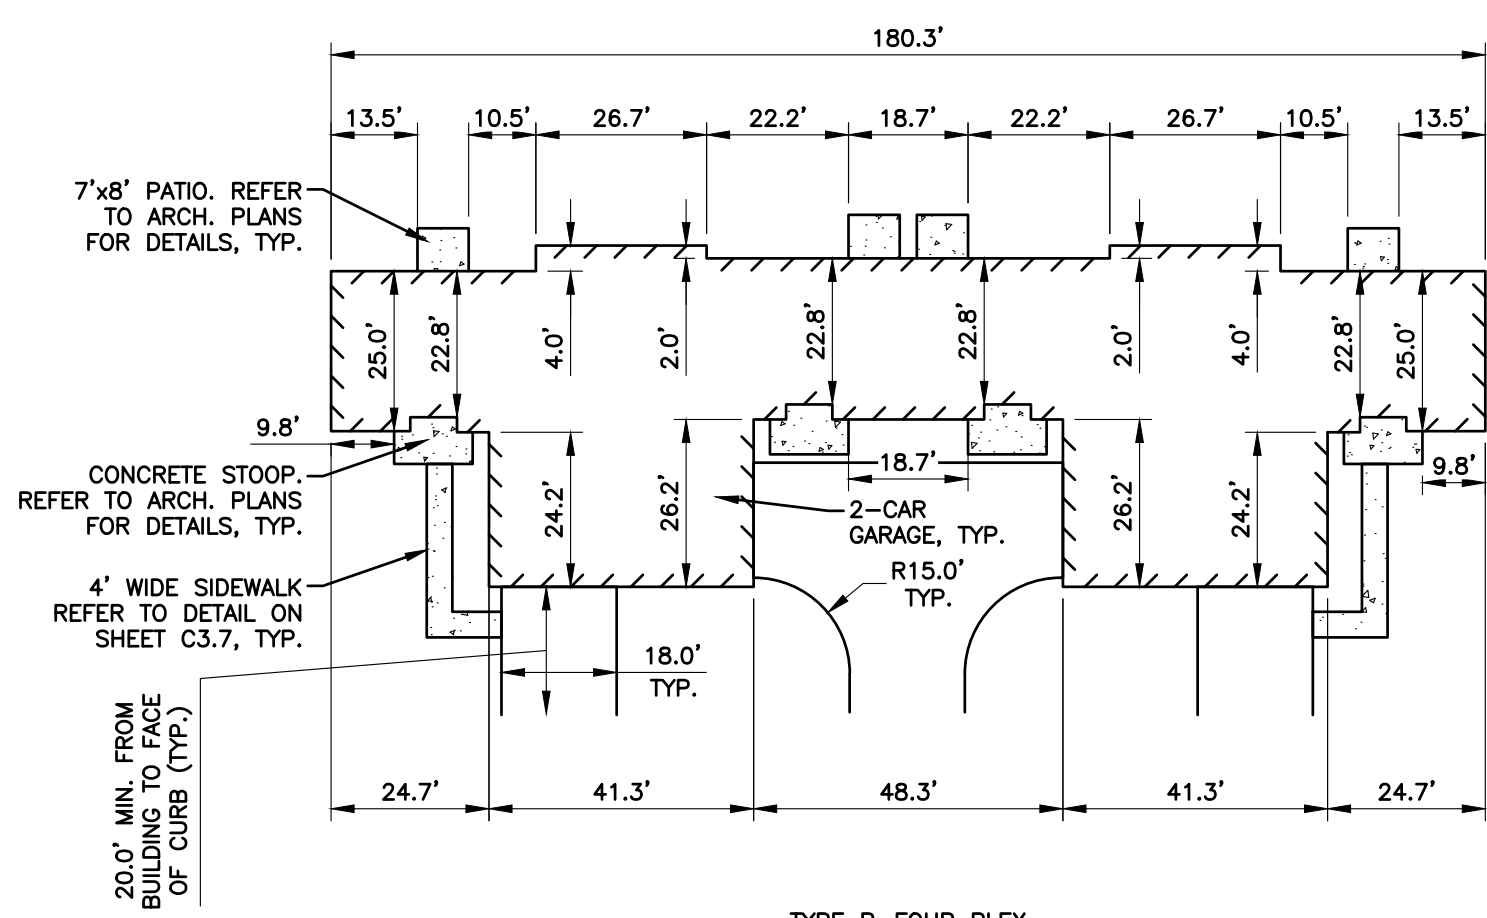 180.3'
13.5'
10.5'
26.7'
22.2'
18.7'
22.2'
26.7'
10.5'
13.5'
7'x8' PATIO. REFER
TO ARCH. PLANS
FOR DETAILS, TYP.
25.0'
22.8'
4.0'
2.0'
22.8'
22.8'
2.0'
4.0'
22.8'
25.0'
9.8'
CONCRETE STOOP.
REFER TO ARCH. PLANS
FOR DETAILS, TYP.
24.2'
26.2'
18.7'
26.2'
24.2'
9.8'
2-CAR
GARAGE, TYP.
R15.0'
TYP.
4' WIDE SIDEWALK
REFER TO DETAIL ON
SHEET C3.7, TYP.
18.0'
TYP.
20.0' MIN. FROM
BUILDING TO FACE
OF CURB (TYP.)
24.7'
41.3'
48.3'
41.3'
24.7'
TYPE B FOUR-PLEX